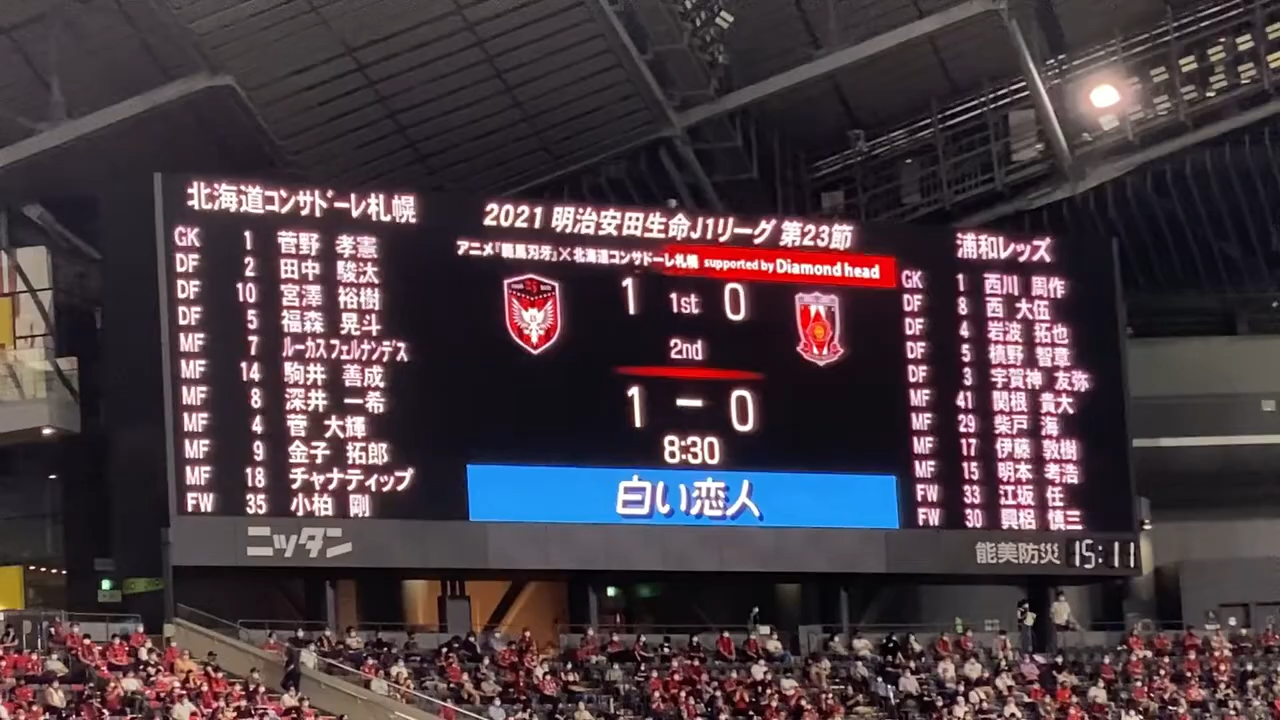 北海道コンサドーレ札幌
GK 1 菅野 孝憲
DF 2 田中 駿汰
DF 10 宮澤 裕樹
DF 5 福森 晃斗
MF 7 ルーカスフェルナンデス
MF 14 駒井 善成
MF 8 深井 一希
MF 4 菅 大輝
MF 9 金子 拓郎
MF 18 チャナティップ
FW 35 小柏 剛
2021 明治安田生命J1リーグ 第23節
アニメ『範馬刃牙』×北海道コンサドーレ札幌 supported by Diamond head
1 1st 0
2nd
1 － 0
8:30
白い恋人
浦和レッズ
GK 1 西川 周作
DF 8 西 大伍
DF 4 岩波 拓也
DF 5 槙野 智章
DF 3 宇賀神 友弥
MF 41 関根 貴大
MF 29 柴戸 海
MF 17 伊藤 敦樹
MF 15 明本 考浩
FW 33 江坂 任
FW 30 興梠 慎三
ニッタン
能美防災 15:11